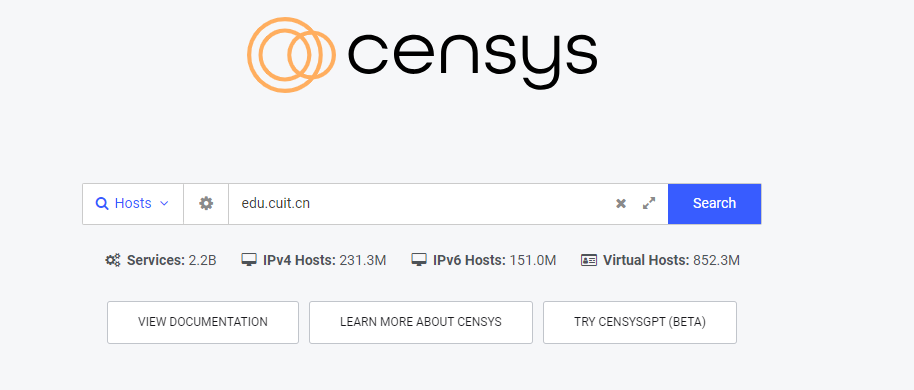 censys
Hosts edu.cuit.cn Search
Services: 2.2B IPv4 Hosts: 231.3M IPv6 Hosts: 151.0M Virtual Hosts: 852.3M
VIEW DOCUMENTATION LEARN MORE ABOUT CENSYS TRY CENSYSGPT (BETA)